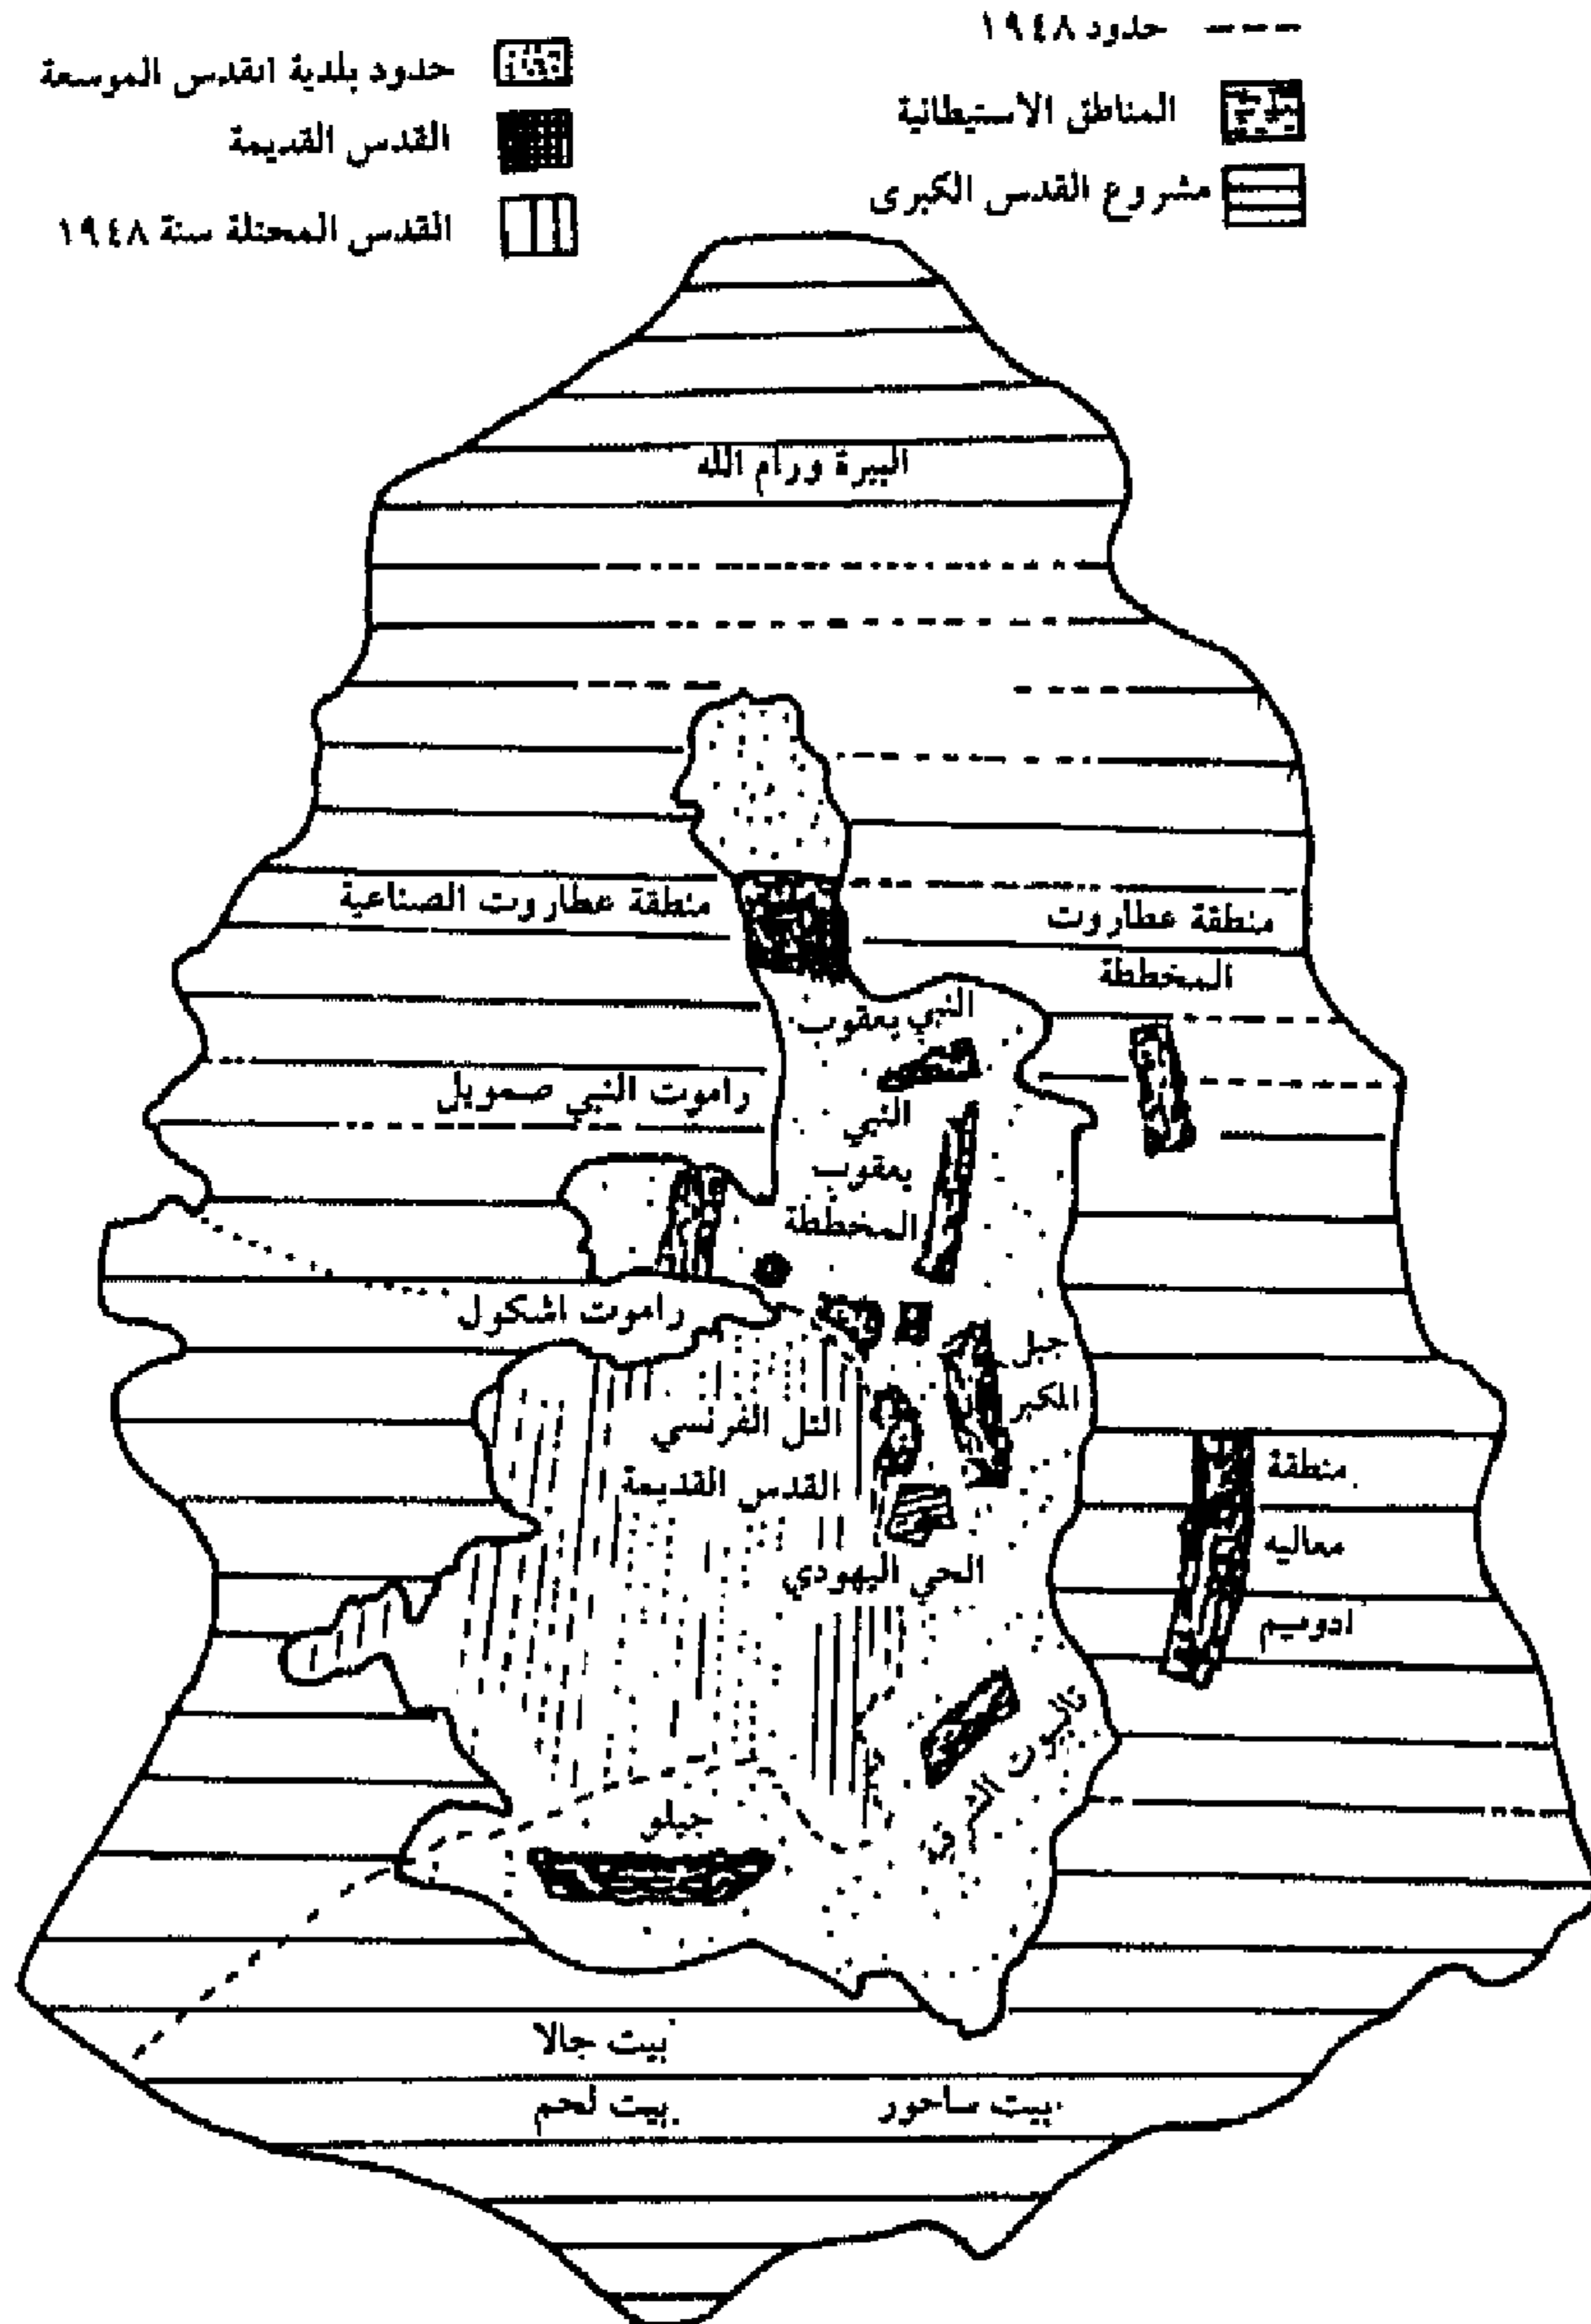 حدود ١٩٤٨
المناطق الاستيطانية
مشروع القدس الكبرى
حدود بلدية القدس الموسعة
القدس القديمة
القدس المحتلة سنة ١٩٤٨
البيرة ورام الله
منطقة عطاروت
المخططة
منطقة عطاروت الصناعية
النبي يعقوب
راموت النبي صمويل
النبي
يعقوب
المخططة
راموت اشكول
جبل
المكبر
التل الفرنسي
القدس القديمة
منطقة
معاليه
ادوميم
الحي اليهودي
تالبيوت الشرقية
جيلو
بيت جالا
بيت ساحور
بيت لحم